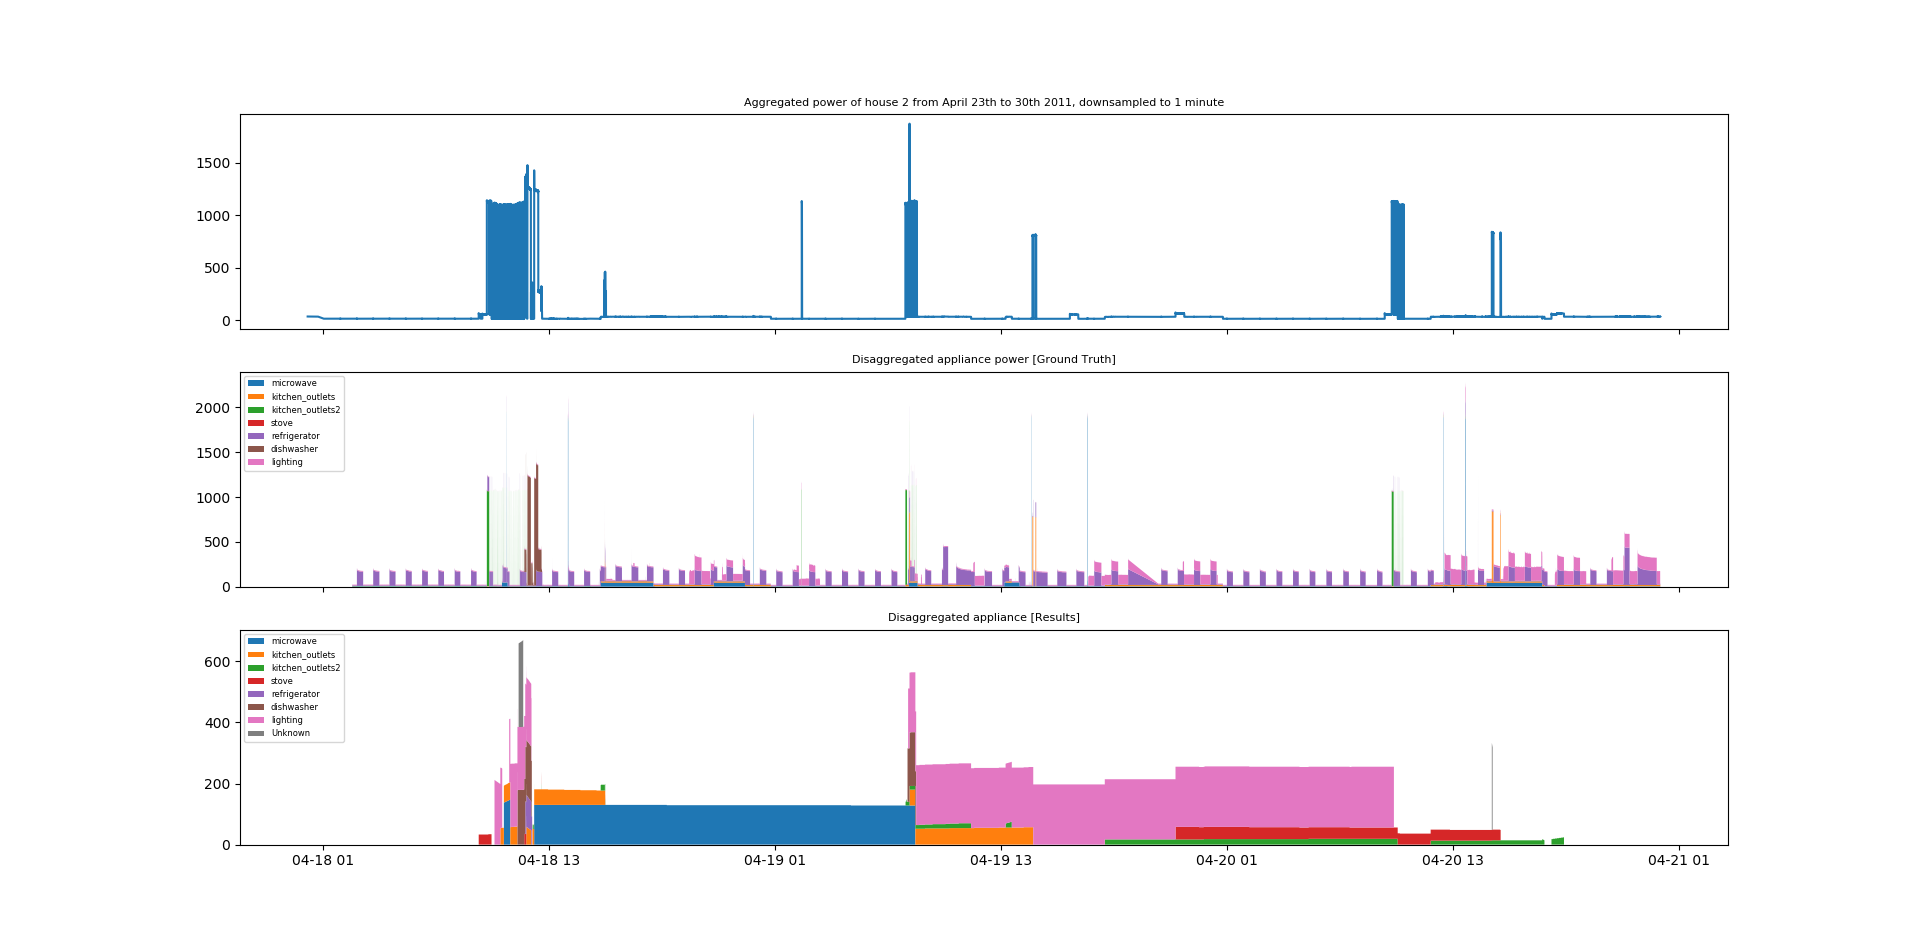 Aggregated power of house 2 from April 23th to 30th 2011, downsampled to 1 minute
1500
1000
500
0
Disaggregated appliance power [Ground Truth]
microwave
kitchen_outlets
kitchen_outlets2
stove
refrigerator
dishwasher
lighting
2000
1500
1000
500
0
Disaggregated appliance [Results]
microwave
kitchen_outlets
kitchen_outlets2
stove
refrigerator
dishwasher
lighting
Unknown
600
400
200
0
04-18 01 04-18 13 04-19 01 04-19 13 04-20 01 04-20 13 04-21 01